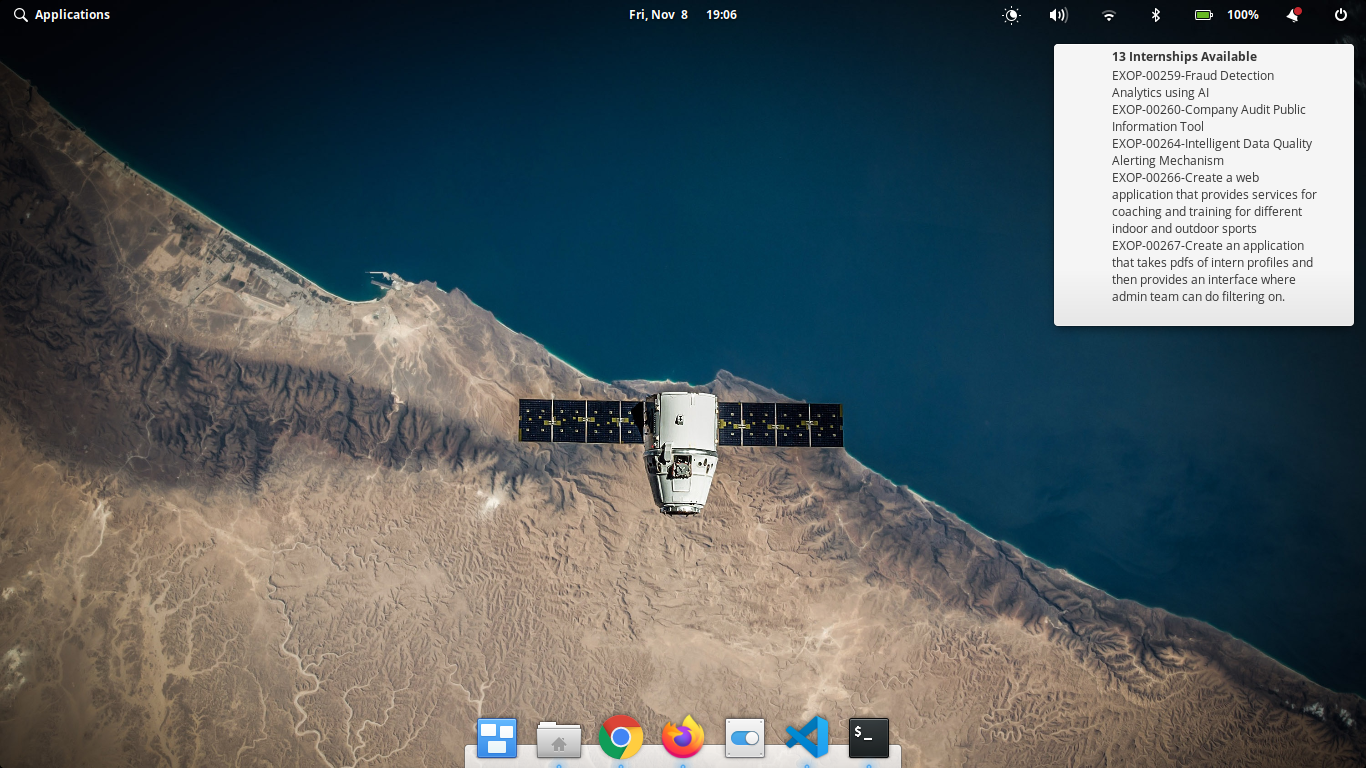 Applications
Fri, Nov 8 19:06
100%
13 Internships Available
EXOP-00259-Fraud Detection
Analytics using AI
EXOP-00260-Company Audit Public
Information Tool
EXOP-00264-Intelligent Data Quality
Alerting Mechanism
EXOP-00266-Create a web
application that provides services for
coaching and training for different
indoor and outdoor sports
EXOP-00267-Create an application
that takes pdfs of intern profiles and
then provides an interface where
admin team can do filtering on.
$_